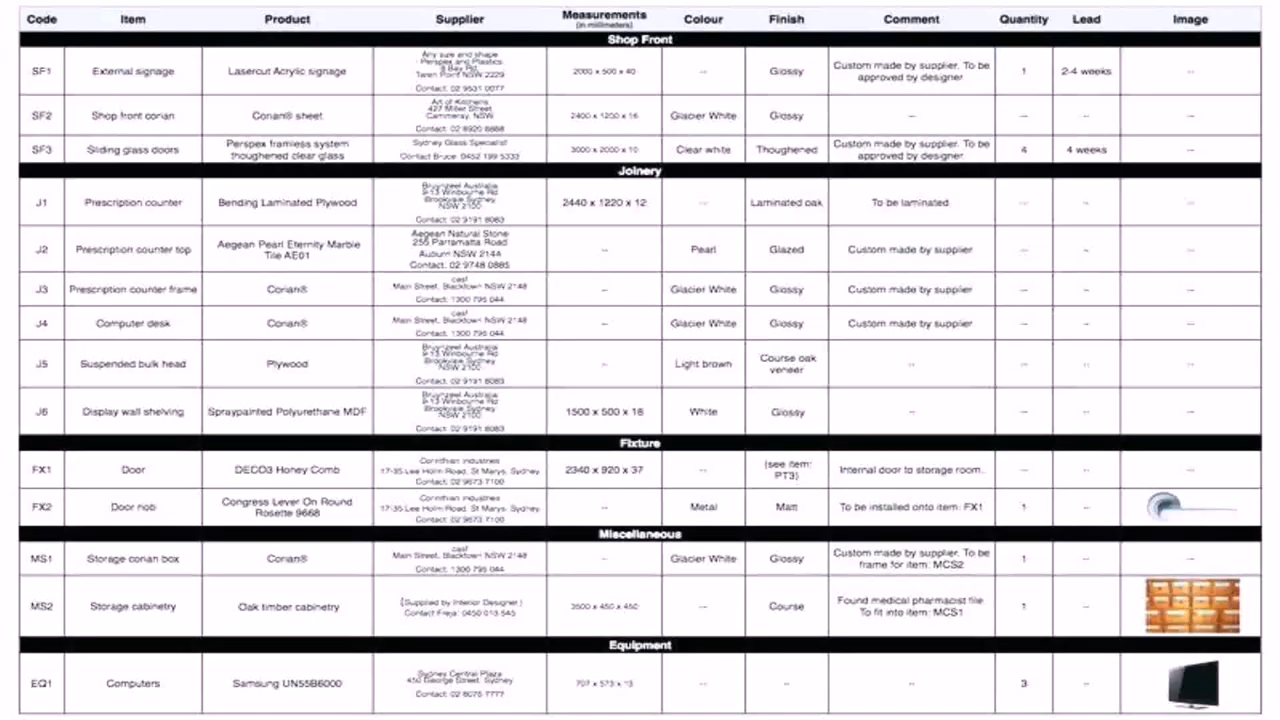 Code Item Product Supplier Measurements Colour Finish Comment Quantity Lead Image
(in millimeters)
Shop Front
SF1 External signage Lasercut Acrylic signage
Any size and shape
Perspex and Plastics
8 Bay Rd
Taren Point NSW 2229
Contact: 02 9531 0077
2000 x 500 x 40 -- Glossy
Custom made by supplier. To be
approved by designer
1 2-4 weeks --
SF2 Shop front corian Corian® sheet
Art of Kitchens
427 Miller Street
Cammeray, NSW
Contact: 02 8920 8888
2400 x 1200 x 16 Glacier White Glossy -- -- -- --
SF3 Sliding glass doors
Perspex framless system
thoughened clear glass
Sydney Glass Specialist
Contact Bruce: 0452 199 5333
3000 x 2000 x 10 Clear white Thoughened
Custom made by supplier. To be
approved by designer
4 4 weeks --
Joinery
J1 Prescription counter Bending Laminated Plywood
Bruynzeel Australia
9-13 Winbourne Rd
Brookvale Sydney
NSW 2100
Contact: 02 9191 8083
2440 x 1220 x 12 -- Laminated oak To be laminated -- -- --
J2 Prescription counter top
Aegean Pearl Eternity Marble
Tile AE01
Aegean Natural Stone
255 Parramatta Road
Auburn NSW 2144
Contact: 02 9748 0885
-- Pearl Glazed Custom made by supplier -- -- --
J3 Prescription counter frame Corian®
casf
Main Street, Blacktown NSW 2148
Contact: 1300 795 044
-- Glacier White Glossy Custom made by supplier -- -- --
J4 Computer desk Corian®
casf
Main Street, Blacktown NSW 2148
Contact: 1300 795 044
-- Glacier White Glossy Custom made by supplier -- -- --
J5 Suspended bulk head Plywood
Bruynzeel Australia
9-13 Winbourne Rd
Brookvale Sydney
NSW 2100
Contact: 02 9191 8083
-- Light brown
Course oak
veneer
-- -- -- --
J6 Display wall shelving Spraypainted Polyurethane MDF
Bruynzeel Australia
9-13 Winbourne Rd
Brookvale Sydney
NSW 2100
Contact: 02 9191 8083
1500 x 500 x 18 White Glossy -- -- -- --
Fixture
FX1 Door DECO3 Honey Comb
Corinthian Industries
17-35 Lee Holm Road, St Marys, Sydney
Contact: 02 9673 7100
2340 x 920 x 37 --
(see item:
PT3)
Internal door to storage room. -- -- --
FX2 Door nob
Congress Lever On Round
Rosette 9668
Corinthian Industries
17-35 Lee Holm Road, St Marys, Sydney
Contact: 02 9673 7100
-- Metal Matt To be installed onto item: FX1 1 --
Miscellaneous
MS1 Storage corian box Corian®
casf
Main Street, Blacktown NSW 2148
Contact: 1300 795 044
-- Glacier White Glossy
Custom made by supplier. To be
frame for item: MCS2
1 -- --
MS2 Storage cabinetry Oak timber cabinetry
(Supplied by Interior Designer)
Contact Freja: 0450 013 545
3500 x 450 x 450 -- Course
Found medical pharmacist file
To fit into item: MCS1
1 --
Equipment
EQ1 Computers Samsung UN55B6000
Sydney Central Plaza
450 George Street, Sydney
Contact: 02 8075 7777
707 x 573 x 13 -- -- -- 3 --